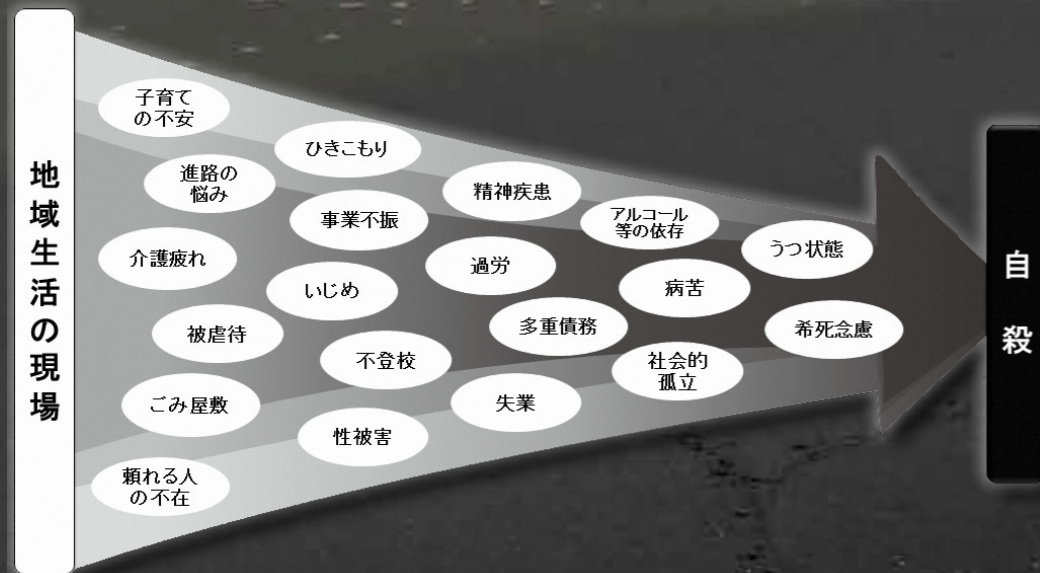 地域生活の現場
子育て
の不安
進路の
悩み
介護疲れ
被虐待
ごみ屋敷
頼れる人
の不在
ひきこもり
事業不振
いじめ
不登校
性被害
精神疾患
過労
多重債務
失業
アルコール
等の依存
病苦
社会的
孤立
うつ状態
希死念慮
自殺